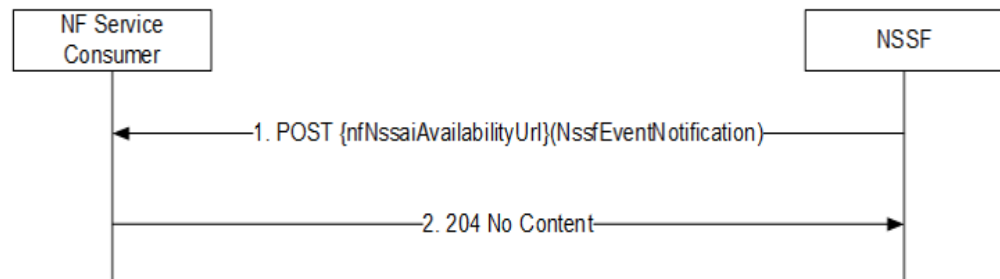 NF Service
Consumer
NSSF
1. POST {nfNssaiAvailabilityUrl}(NssfEventNotification)
2. 204 No Content